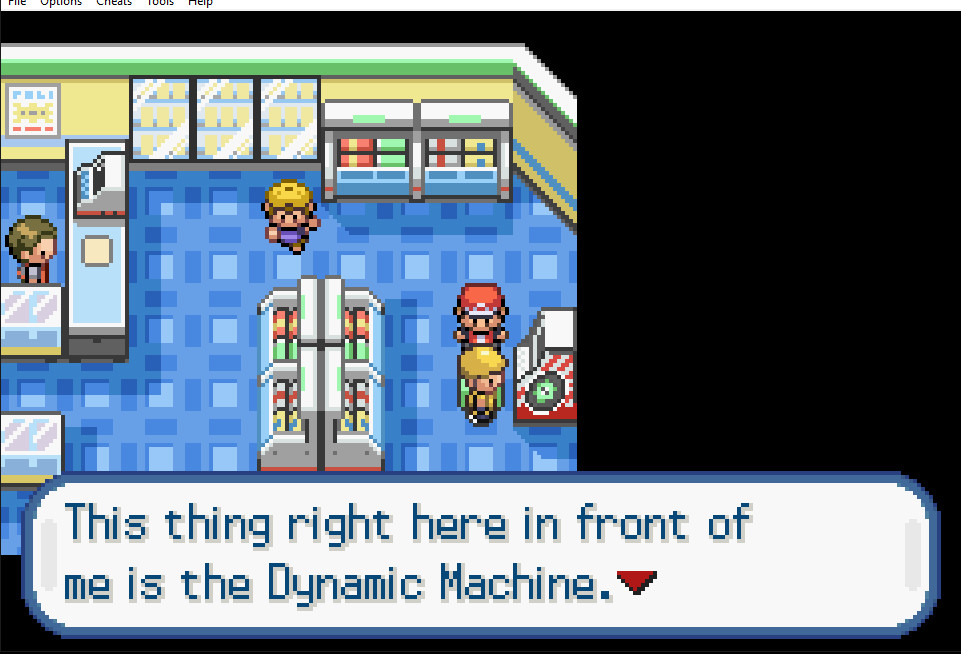 File Options Cheats Tools Help
This thing right here in front of
me is the Dynamic Machine.